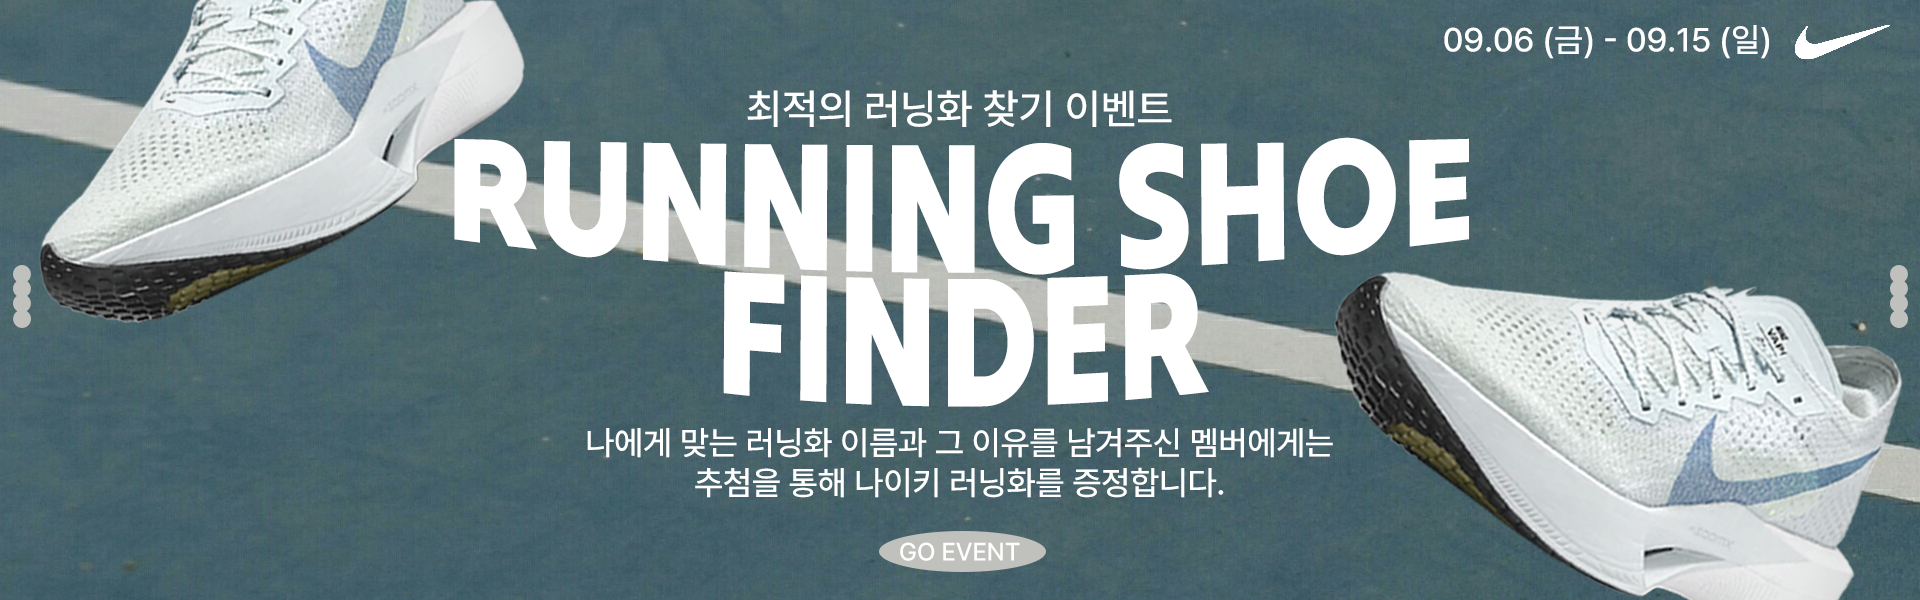 09.06 (금) - 09.15 (일)
최적의 러닝화 찾기 이벤트
RUNNING SHOE
FINDER
나에게 맞는 러닝화 이름과 그 이유를 남겨주신 멤버에게는
추첨을 통해 나이키 러닝화를 증정합니다.
GO EVENT